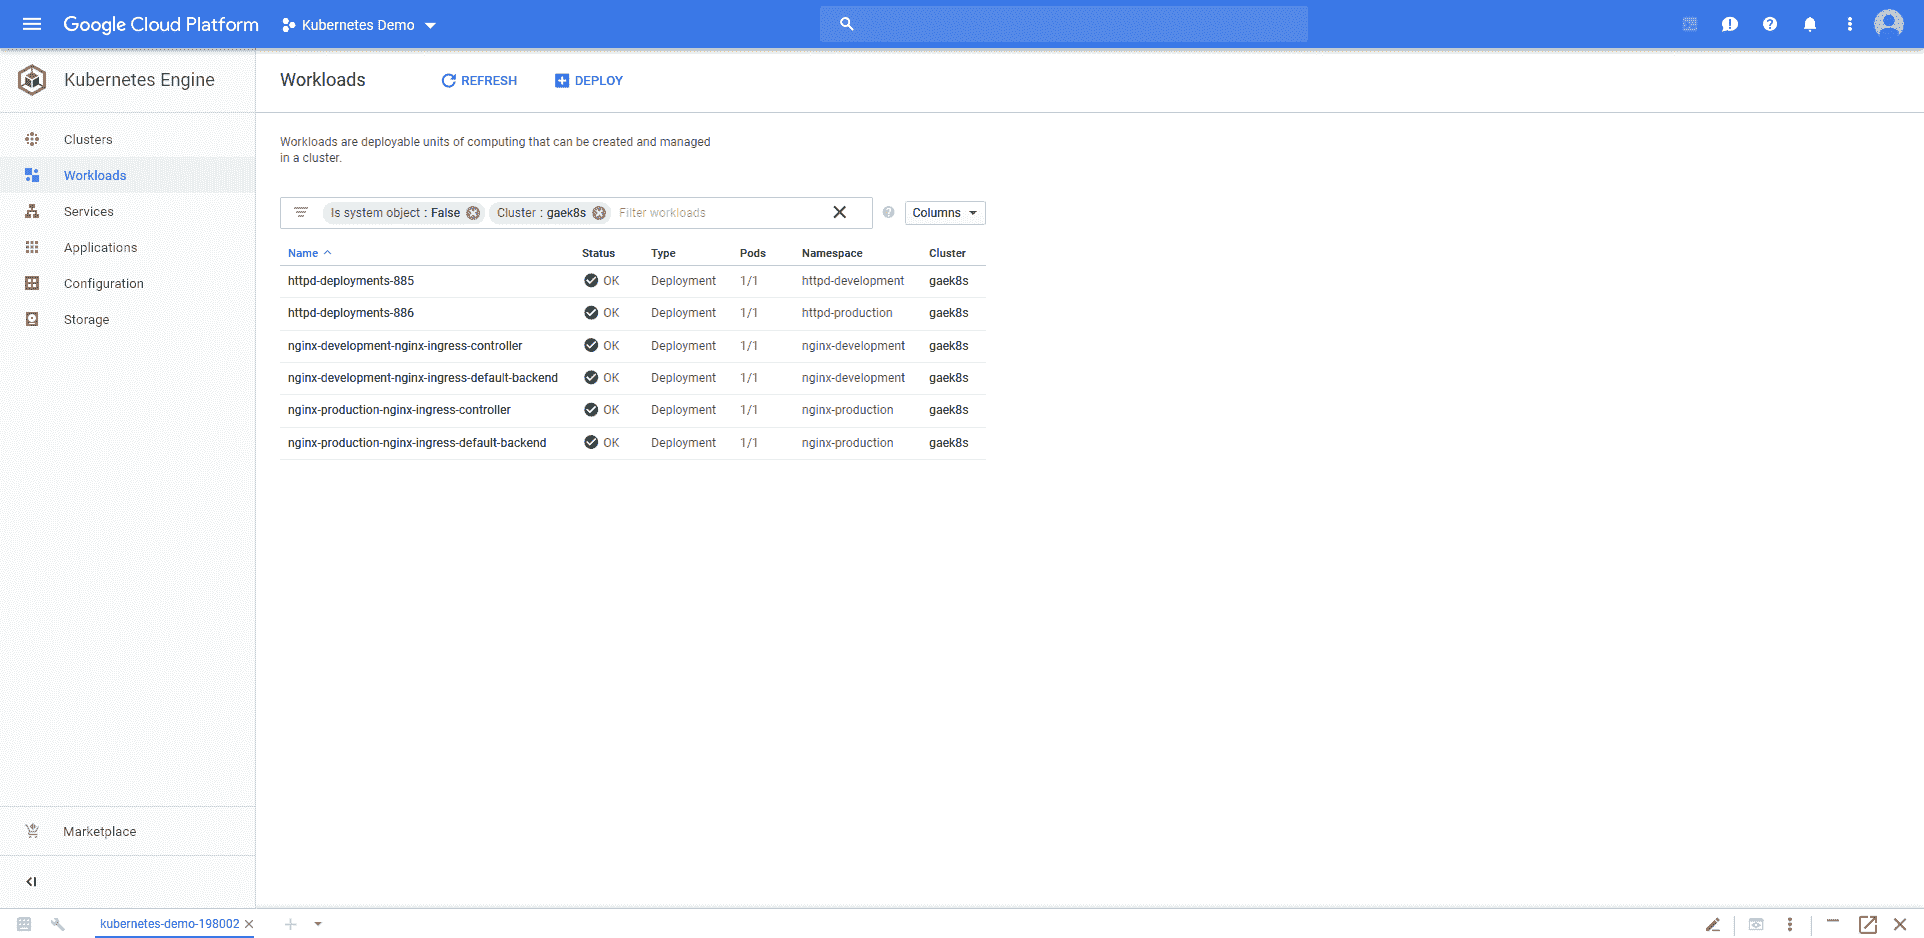 Google Cloud Platform Kubernetes Demo
Kubernetes Engine
Clusters
Workloads
Services
Applications
Configuration
Storage
Marketplace
Workloads REFRESH DEPLOY
Workloads are deployable units of computing that can be created and managed
in a cluster.
Is system object : False Cluster : gaek8s Filter workloads Columns
Name Status Type Pods Namespace Cluster
httpd-deployments-885 OK Deployment 1/1 httpd-development gaek8s
httpd-deployments-886 OK Deployment 1/1 httpd-production gaek8s
nginx-development-nginx-ingress-controller OK Deployment 1/1 nginx-development gaek8s
nginx-development-nginx-ingress-default-backend OK Deployment 1/1 nginx-development gaek8s
nginx-production-nginx-ingress-controller OK Deployment 1/1 nginx-production gaek8s
nginx-production-nginx-ingress-default-backend OK Deployment 1/1 nginx-production gaek8s
kubernetes-demo-198002